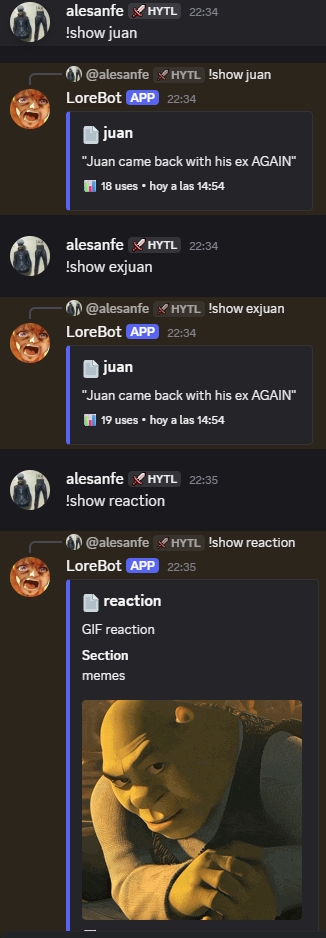 alesanfe HYTL 22:34
!show juan
@alesanfe HYTL !show juan
LoreBot APP 22:34
juan
"Juan came back with his ex AGAIN"
18 uses • hoy a las 14:54
alesanfe HYTL 22:34
!show exjuan
@alesanfe HYTL !show exjuan
LoreBot APP 22:34
juan
"Juan came back with his ex AGAIN"
19 uses • hoy a las 14:54
alesanfe HYTL 22:35
!show reaction
@alesanfe HYTL !show reaction
LoreBot APP 22:35
reaction
GIF reaction
Section
memes